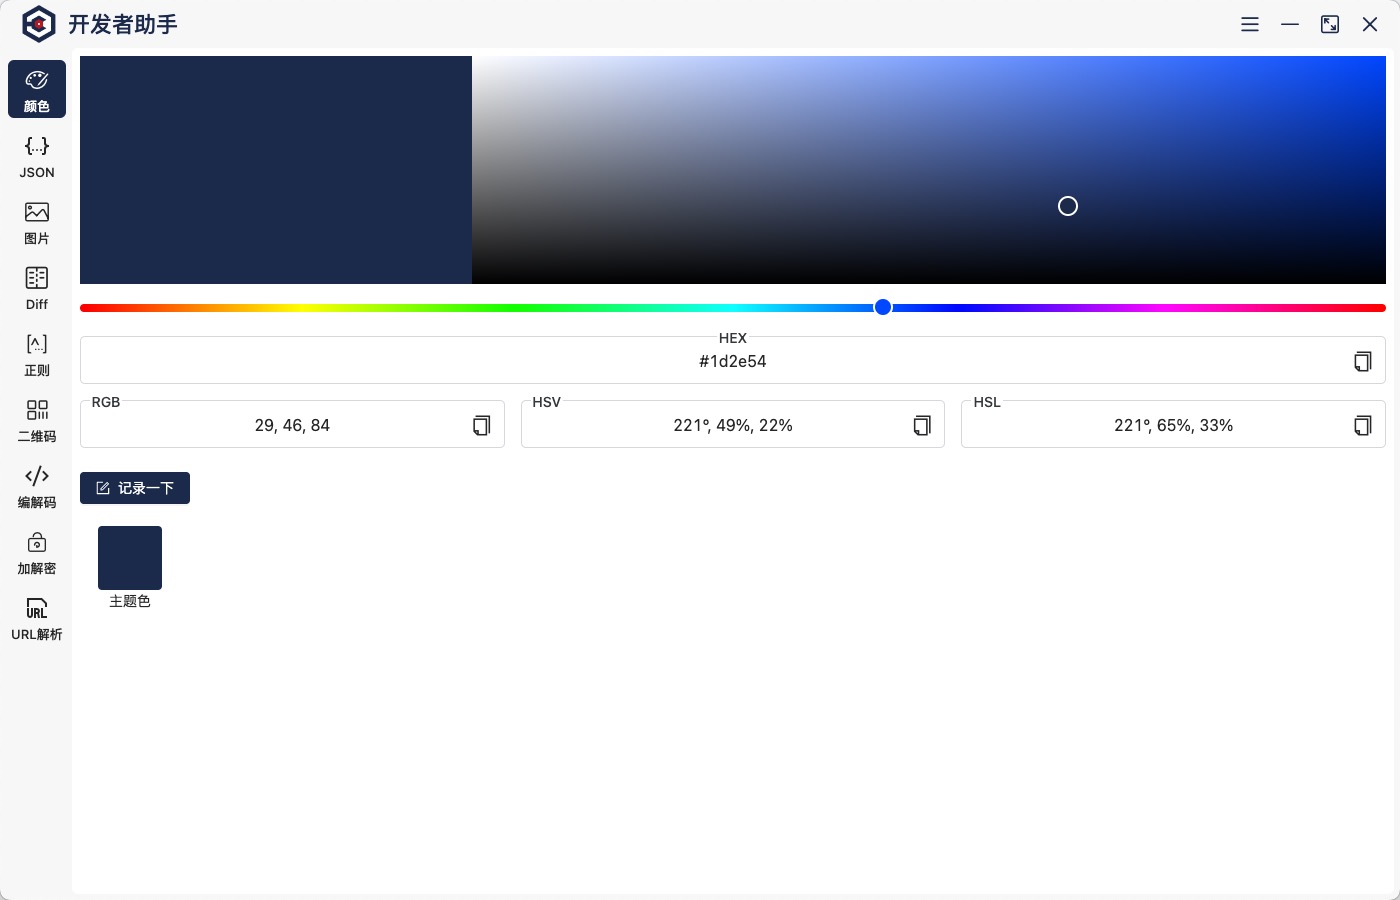 开发者助手
颜色
JSON
图片
Diff
正则
二维码
编解码
加解密
URL
URL解析
HEX
#1d2e54
RGB
29, 46, 84
HSV
221°, 49%, 22%
HSL
221°, 65%, 33%
记录一下
主题色